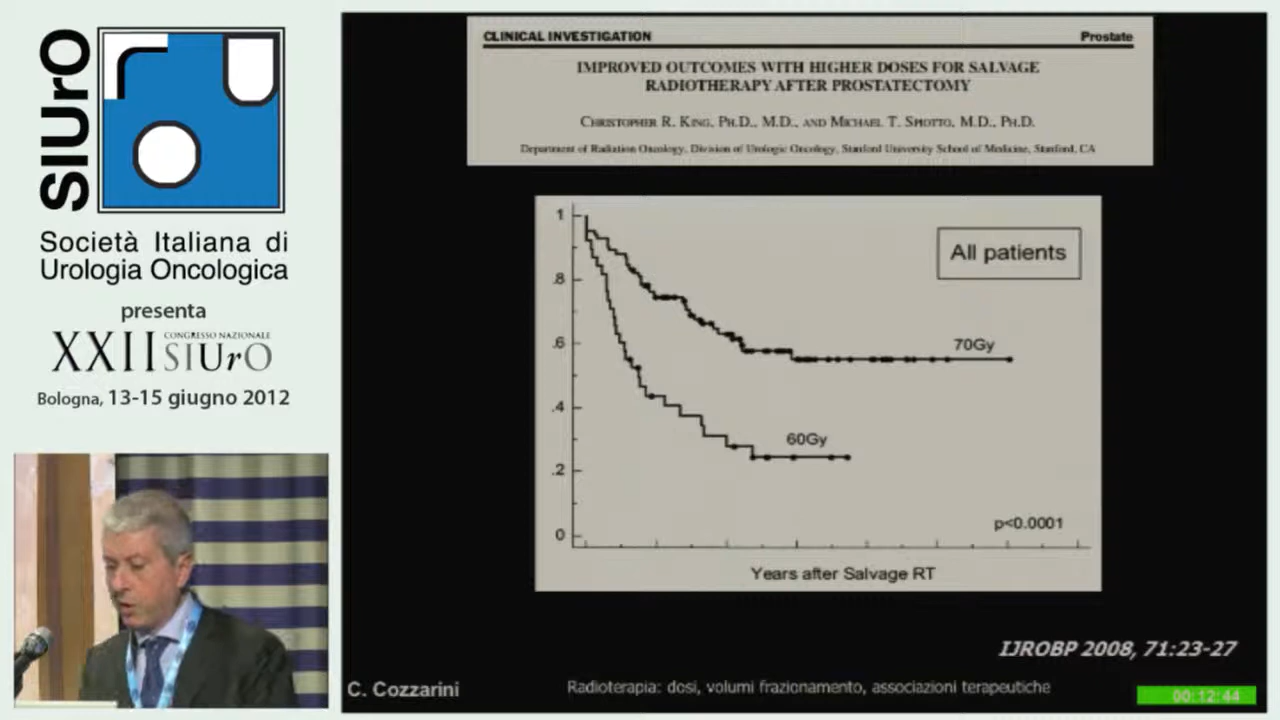 SIUrO
Società Italiana di
Urologia Oncologica
presenta
XXII CONGRESSO NAZIONALE
SIUrO
Bologna, 13-15 giugno 2012
CLINICAL INVESTIGATION Prostate
IMPROVED OUTCOMES WITH HIGHER DOSES FOR SALVAGE
RADIOTHERAPY AFTER PROSTATECTOMY
CHRISTOPHER R. KING, PH.D., M.D., AND MICHAEL T. SPIOTTO, M.D., PH.D.
Department of Radiation Oncology, Division of Urologic Oncology, Stanford University School of Medicine, Stanford, CA
1
.8
.6
.4
.2
0
All patients
70Gy
60Gy
p<0.0001
Years after Salvage RT
IJROBP 2008, 71:23-27
C. Cozzarini
Radioterapia: dosi, volumi frazionamento, associazioni terapeutiche
00:12:44